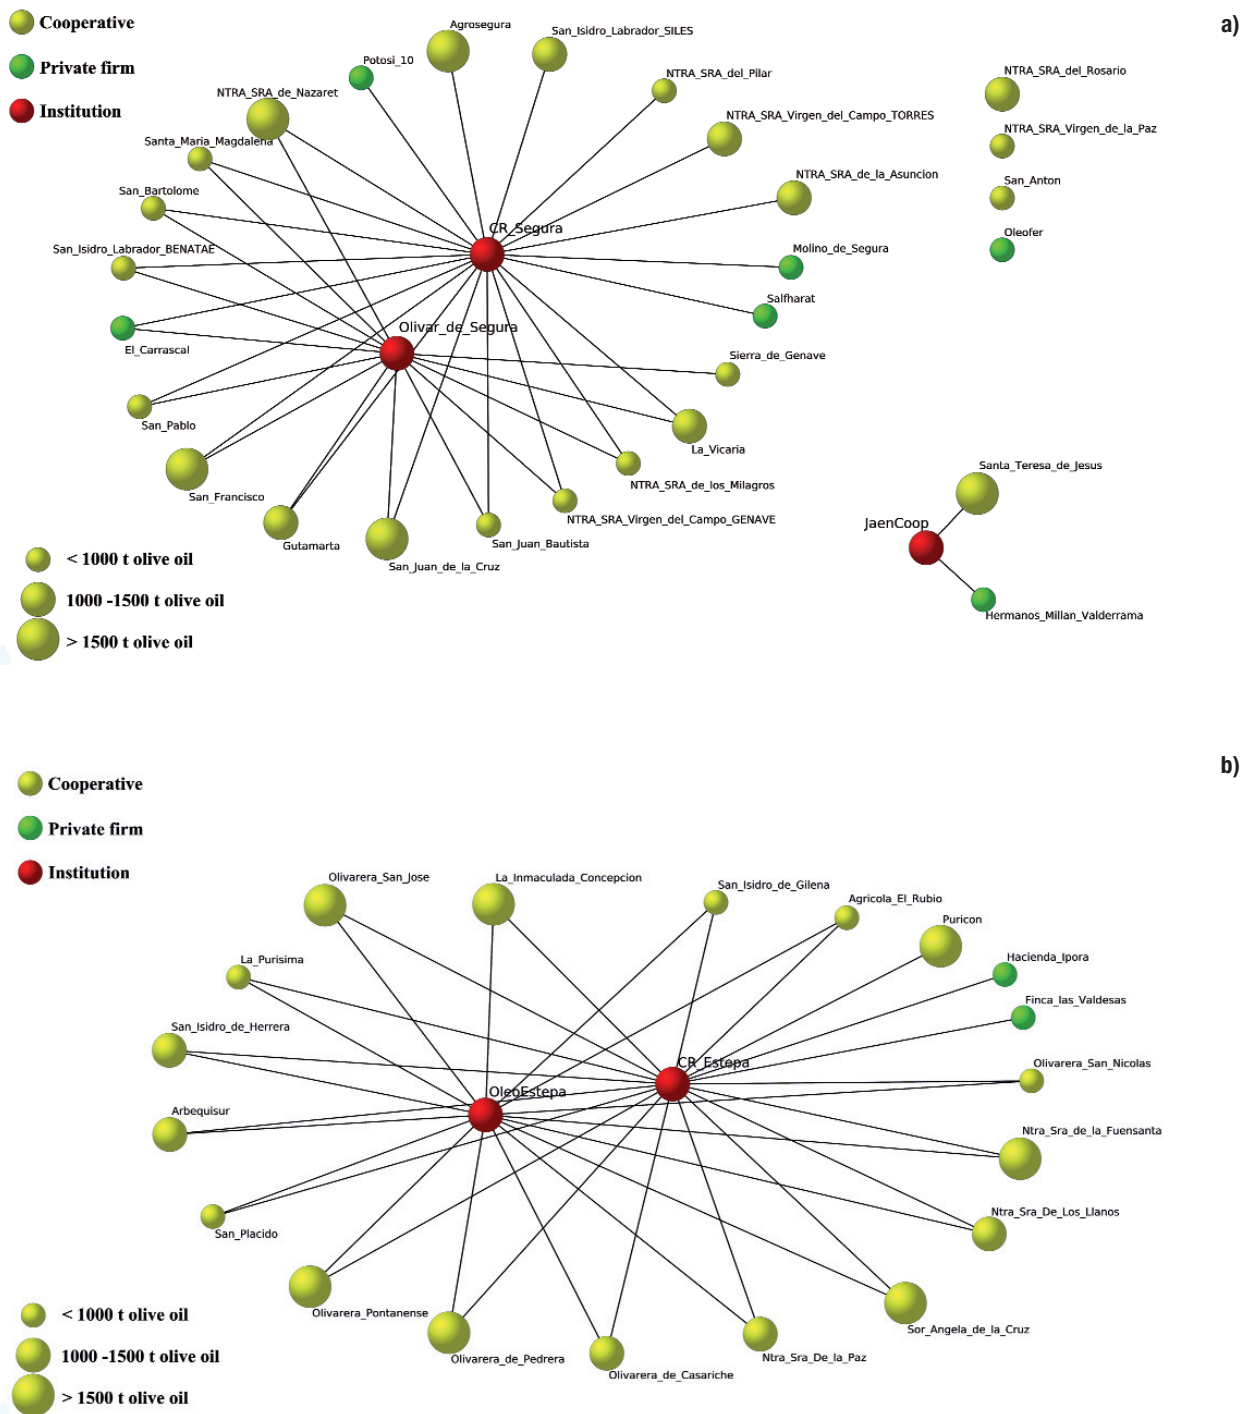 a)
Cooperative
Private firm
Institution
Agrosegura
San_Isidro_Labrador_SILES
Potosi_10
NTRA_SRA_del_Pilar
NTRA_SRA_de_Nazaret
NTRA_SRA_Virgen_del_Campo_TORRES
Santa_Maria_Magdalena
NTRA_SRA_de_la_Asuncion
San_Bartolome
CR_Segura
San_Isidro_Labrador_BENATAE
Molino_de_Segura
Salfharat
Olivar_de_Segura
El_Carrascal
Sierra_de_Genave
San_Pablo
La_Vicaria
San_Francisco
NTRA_SRA_de_los_Milagros
Gutamarta
NTRA_SRA_Virgen_del_Campo_GENAVE
San_Juan_Bautista
San_Juan_de_la_Cruz
NTRA_SRA_del_Rosario
NTRA_SRA_Virgen_de_la_Paz
San_Anton
Oleofer
Santa_Teresa_de_Jesus
JaenCoop
Hermanos_Millan_Valderrama
< 1000 t olive oil
1000 -1500 t olive oil
> 1500 t olive oil
b)
Cooperative
Private firm
Institution
Olivarera_San_Jose
La_Inmaculada_Concepcion
San_Isidro_de_Gilena
Agricola_El_Rubio
Puricon
La_Purisima
Hacienda_Ipora
Finca_las_Valdesas
San_Isidro_de_Herrera
CR_Estepa
Olivarera_San_Nicolas
OleoEstepa
Arbequisur
Ntra_Sra_de_la_Fuensanta
San_Placido
Ntra_Sra_De_Los_Llanos
Olivarera_Pontanense
Sor_Angela_de_la_Cruz
Olivarera_de_Pedrera
Ntra_Sra_De_la_Paz
Olivarera_de_Casariche
< 1000 t olive oil
1000 -1500 t olive oil
> 1500 t olive oil